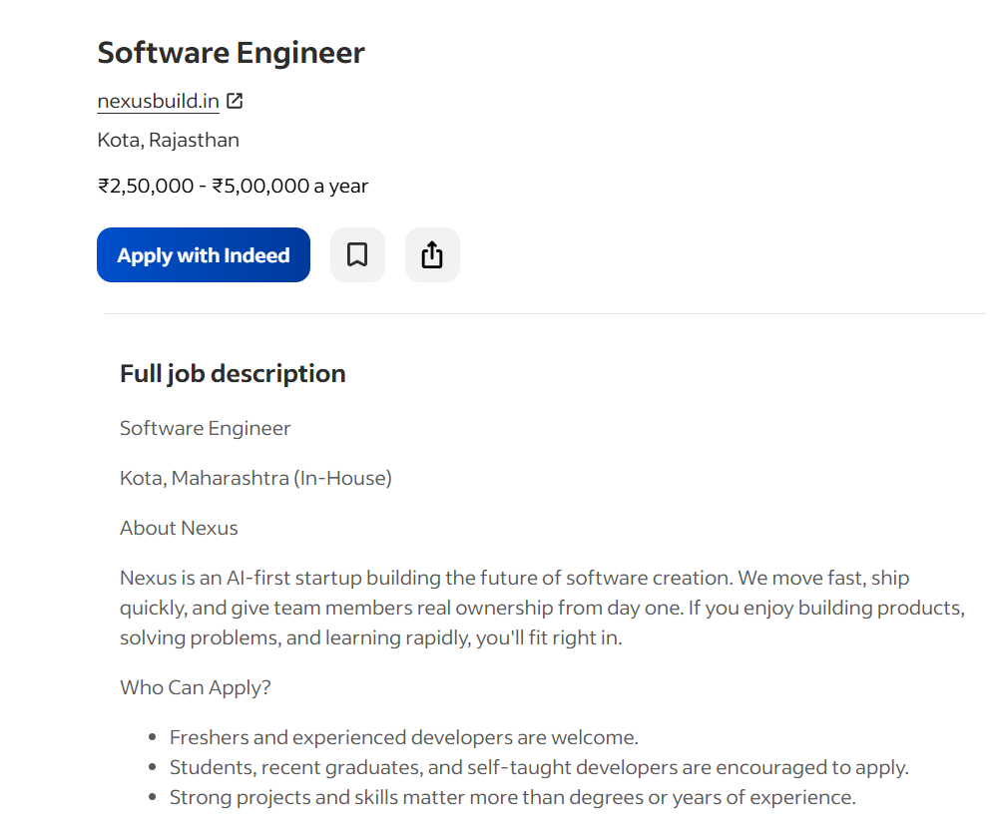 Software Engineer
nexusbuild.in
Kota, Rajasthan
₹2,50,000 - ₹5,00,000 a year
Apply with Indeed
Full job description
Software Engineer
Kota, Maharashtra (In-House)
About Nexus
Nexus is an AI-first startup building the future of software creation. We move fast, ship
quickly, and give team members real ownership from day one. If you enjoy building products,
solving problems, and learning rapidly, you'll fit right in.
Who Can Apply?
• Freshers and experienced developers are welcome.
• Students, recent graduates, and self-taught developers are encouraged to apply.
• Strong projects and skills matter more than degrees or years of experience.